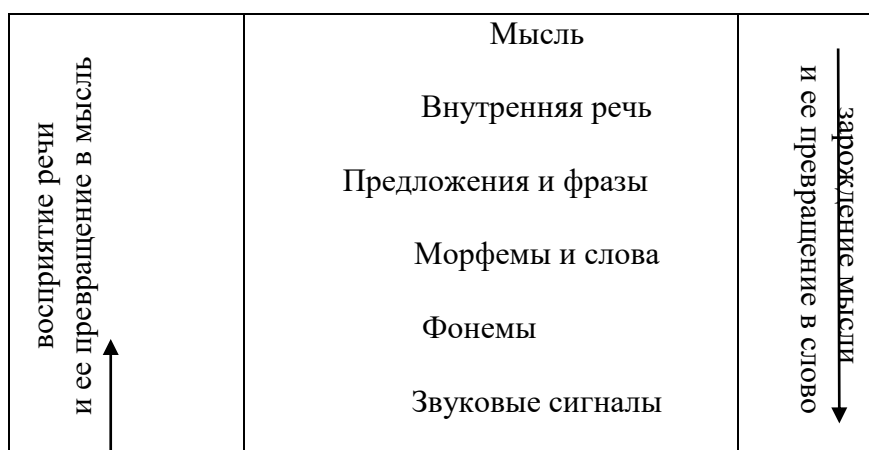 восприятие речи
и ее превращение в мысль
Мысль
Внутренняя речь
Предложения и фразы
Морфемы и слова
Фонемы
Звуковые сигналы
зарождение мысли
и ее превращение в слово